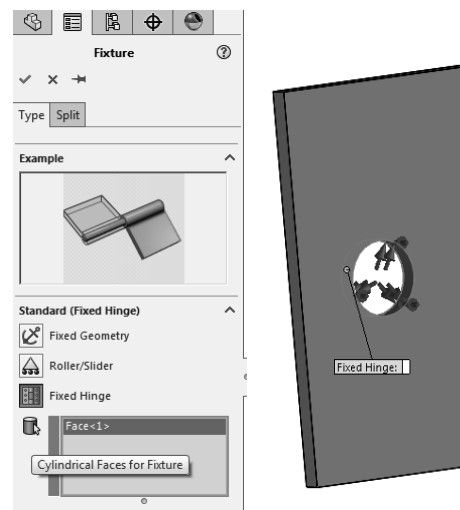 Fixture
Type Split
Example
Standard (Fixed Hinge)
Fixed Geometry
Roller/Slider
Fixed Hinge
Face<1>
Cylindrical Faces for Fixture
Fixed Hinge: